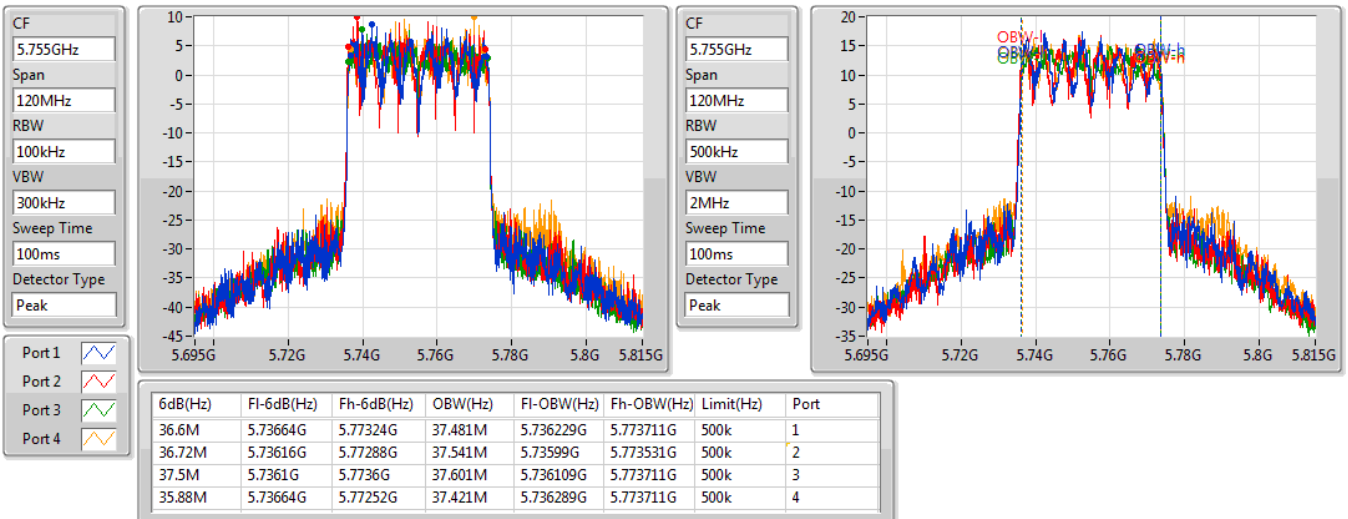 CF
5.755GHz
Span
120MHz
RBW
100kHz
VBW
300kHz
Sweep Time
100ms
Detector Type
Peak
10
5
0
-5
-10
-15
-20
-25
-30
-35
-40
-45
5.695G 5.72G 5.74G 5.76G 5.78G 5.8G 5.815G
CF
5.755GHz
Span
120MHz
RBW
500kHz
VBW
2MHz
Sweep Time
100ms
Detector Type
Peak
20
15
10
5
0
-5
-10
-15
-20
-25
-30
-35
OBW-l
OBW-h
5.695G 5.72G 5.74G 5.76G 5.78G 5.8G 5.815G
Port 1
Port 2
Port 3
Port 4
6dB(Hz) Fl-6dB(Hz) Fh-6dB(Hz) OBW(Hz) Fl-OBW(Hz) Fh-OBW(Hz) Limit(Hz) Port
36.6M 5.73664G 5.77324G 37.481M 5.736229G 5.773711G 500k 1
36.72M 5.73616G 5.77288G 37.541M 5.73599G 5.773531G 500k 2
37.5M 5.7361G 5.7736G 37.601M 5.736109G 5.773711G 500k 3
35.88M 5.73664G 5.77252G 37.421M 5.736289G 5.773711G 500k 4